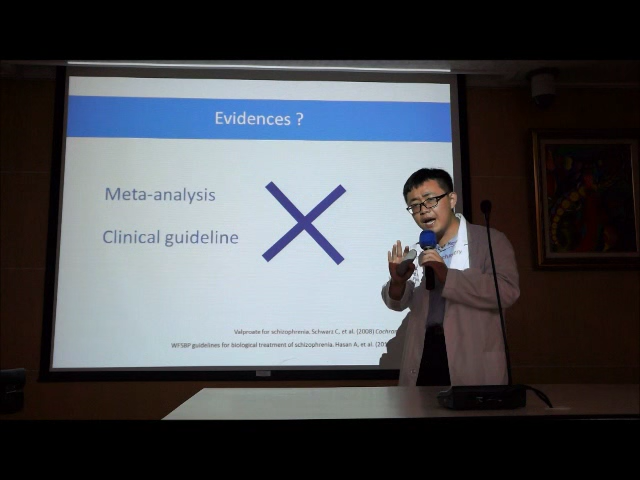 Evidences ?
Meta-analysis
Clinical guideline
Valproate for schizophrenia. Schwarz C, et al. (2008) Cochran
WFSBP guidelines for biological treatment of schizophrenia. Hasan A, et al. (201